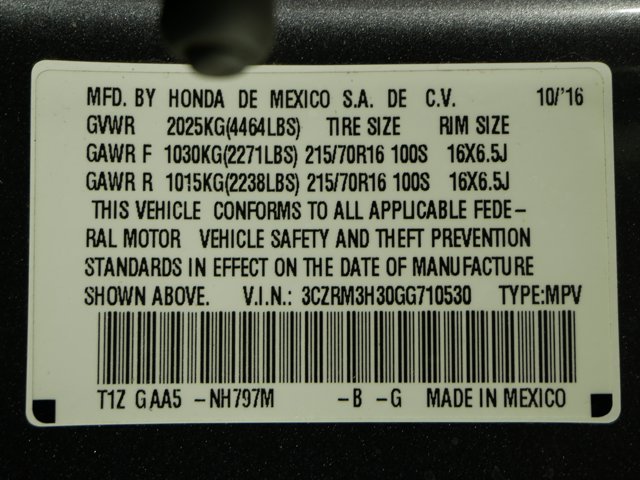 MFD. BY HONDA DE MEXICO S.A. DE C.V. 10/'16
GVWR 2025KG(4464LBS) TIRE SIZE RIM SIZE
GAWR F 1030KG(2271LBS) 215/70R16 100S 16X6.5J
GAWR R 1015KG(2238LBS) 215/70R16 100S 16X6.5J
THIS VEHICLE CONFORMS TO ALL APPLICABLE FEDE-
RAL MOTOR VEHICLE SAFETY AND THEFT PREVENTION
STANDARDS IN EFFECT ON THE DATE OF MANUFACTURE
SHOWN ABOVE. V.I.N.: 3CZRM3H30GG710530 TYPE:MPV
T1Z GAA5 -NH797M -B -G MADE IN MEXICO